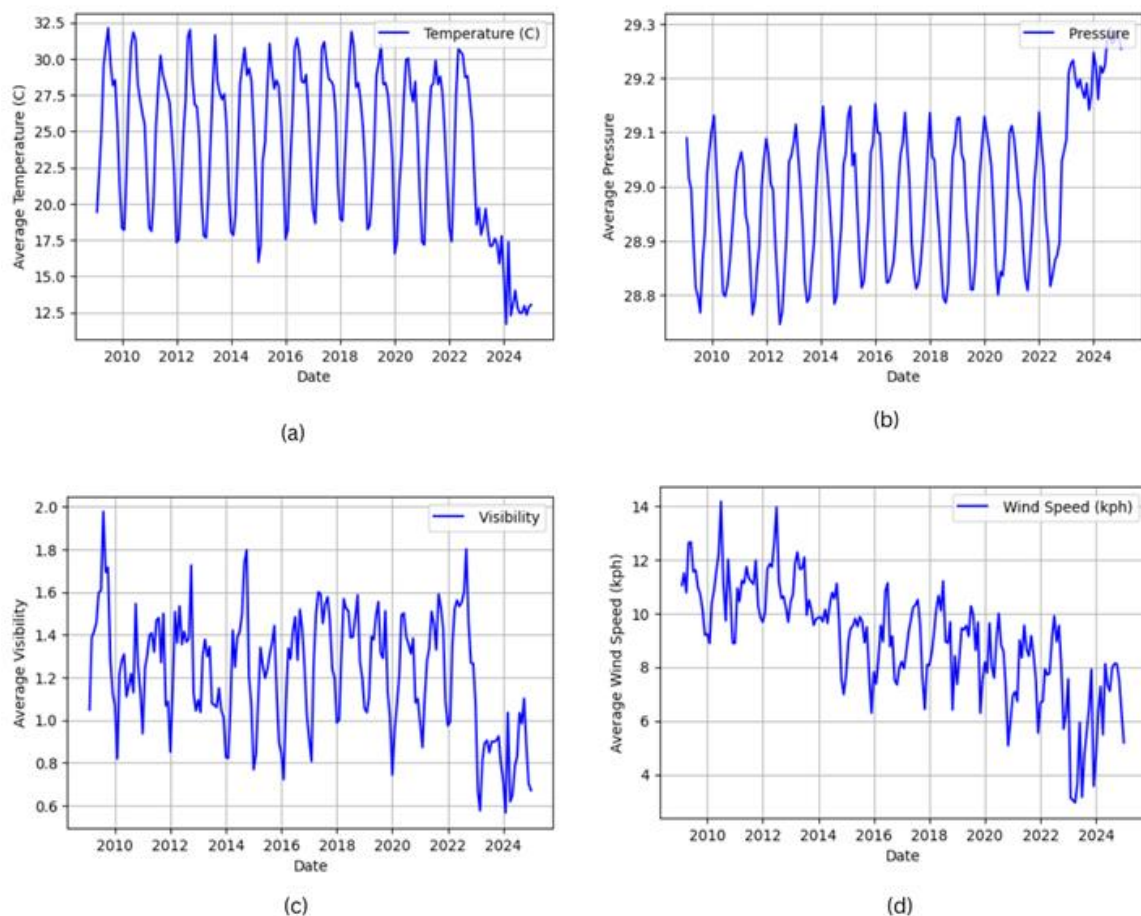 Temperature (C)
Average Temperature (C)
32.5
30.0
27.5
25.0
22.5
20.0
17.5
15.0
12.5
2010 2012 2014 2016 2018 2020 2022 2024
Date
(a)
Pressure
Average Pressure
29.3
29.2
29.1
29.0
28.9
28.8
2010 2012 2014 2016 2018 2020 2022 2024
Date
(b)
Visibility
Average Visibility
2.0
1.8
1.6
1.4
1.2
1.0
0.8
0.6
2010 2012 2014 2016 2018 2020 2022 2024
Date
(c)
Wind Speed (kph)
Average Wind Speed (kph)
14
12
10
8
6
4
2010 2012 2014 2016 2018 2020 2022 2024
Date
(d)